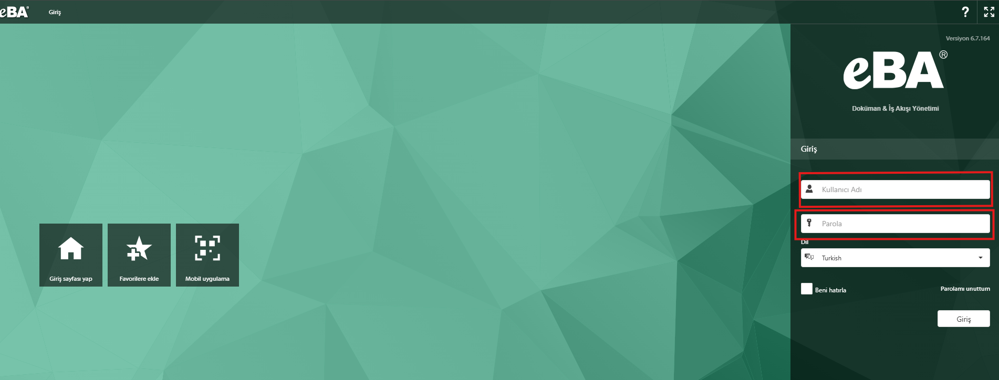 eBA®
Giriş
?
Versiyon 6.7.164
eBA®
Doküman & İş Akışı Yönetimi
Giriş
Kullanıcı Adı
Parola
Dil
Turkish
Beni hatırla
Parolamı unuttum
Giriş
Giriş sayfası yap
Favorilere ekle
Mobil uygulama